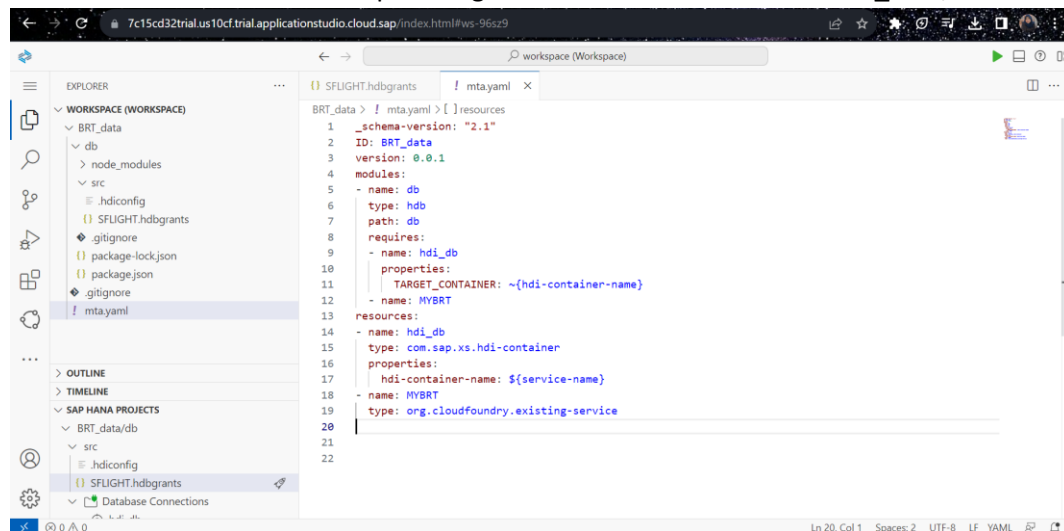 7c15cd32trial.us10cf.trial.applicationstudio.cloud.sap/index.html#ws-96sz9
workspace (Workspace)
EXPLORER
WORKSPACE (WORKSPACE)
BRT_data
db
node_modules
src
.hdiconfig
{} SFLIGHT.hdbgrants
.gitignore
{} package-lock.json
{} package.json
.gitignore
! mta.yaml
OUTLINE
TIMELINE
SAP HANA PROJECTS
BRT_data/db
src
.hdiconfig
{} SFLIGHT.hdbgrants
Database Connections
{} SFLIGHT.hdbgrants ! mta.yaml
BRT_data > ! mta.yaml > [ ] resources
1 _schema-version: "2.1"
2 ID: BRT_data
3 version: 0.0.1
4 modules:
5 - name: db
6 type: hdb
7 path: db
8 requires:
9 - name: hdi_db
10 properties:
11 TARGET_CONTAINER: ~{hdi-container-name}
12 - name: MYBRT
13 resources:
14 - name: hdi_db
15 type: com.sap.xs.hdi-container
16 properties:
17 hdi-container-name: ${service-name}
18 - name: MYBRT
19 type: org.cloudfoundry.existing-service
20
21
22
0 0 Ln 20, Col 1 Spaces: 2 UTF-8 LF YAML